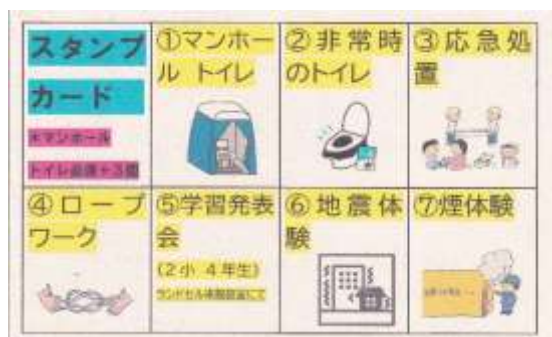 スタンプ
カード
＊マンホール
トイレ必須＋3個
①マンホー
ル トイレ
②非常時
のトイレ
③応急処
置
④ロープ
ワーク
⑤学習発表
会
（2小 4年生）
⑥地震体
験
⑦煙体験